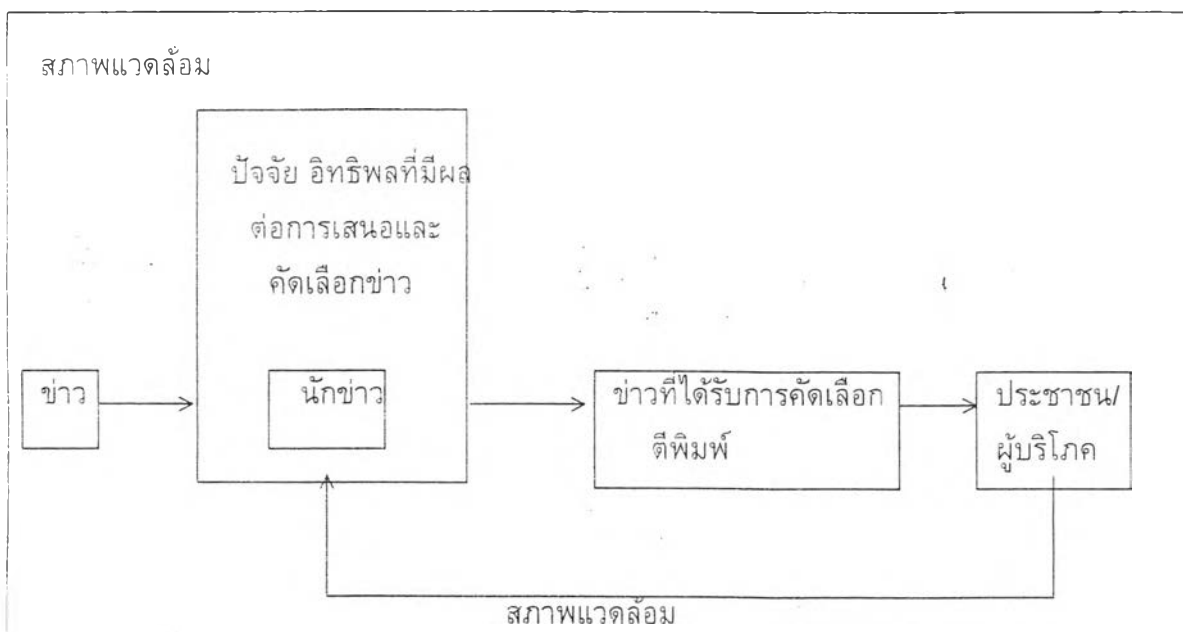 สภาพแวดล้อม
ปัจจัย อิทธิพลที่มีผล
ต่อการเสนอและ
คัดเลือกข่าว
ข่าว
นักข่าว
ข่าวที่ได้รับการคัดเลือก
ตีพิมพ์
ประชาชน/
ผู้บริโภค
สภาพแวดล้อม